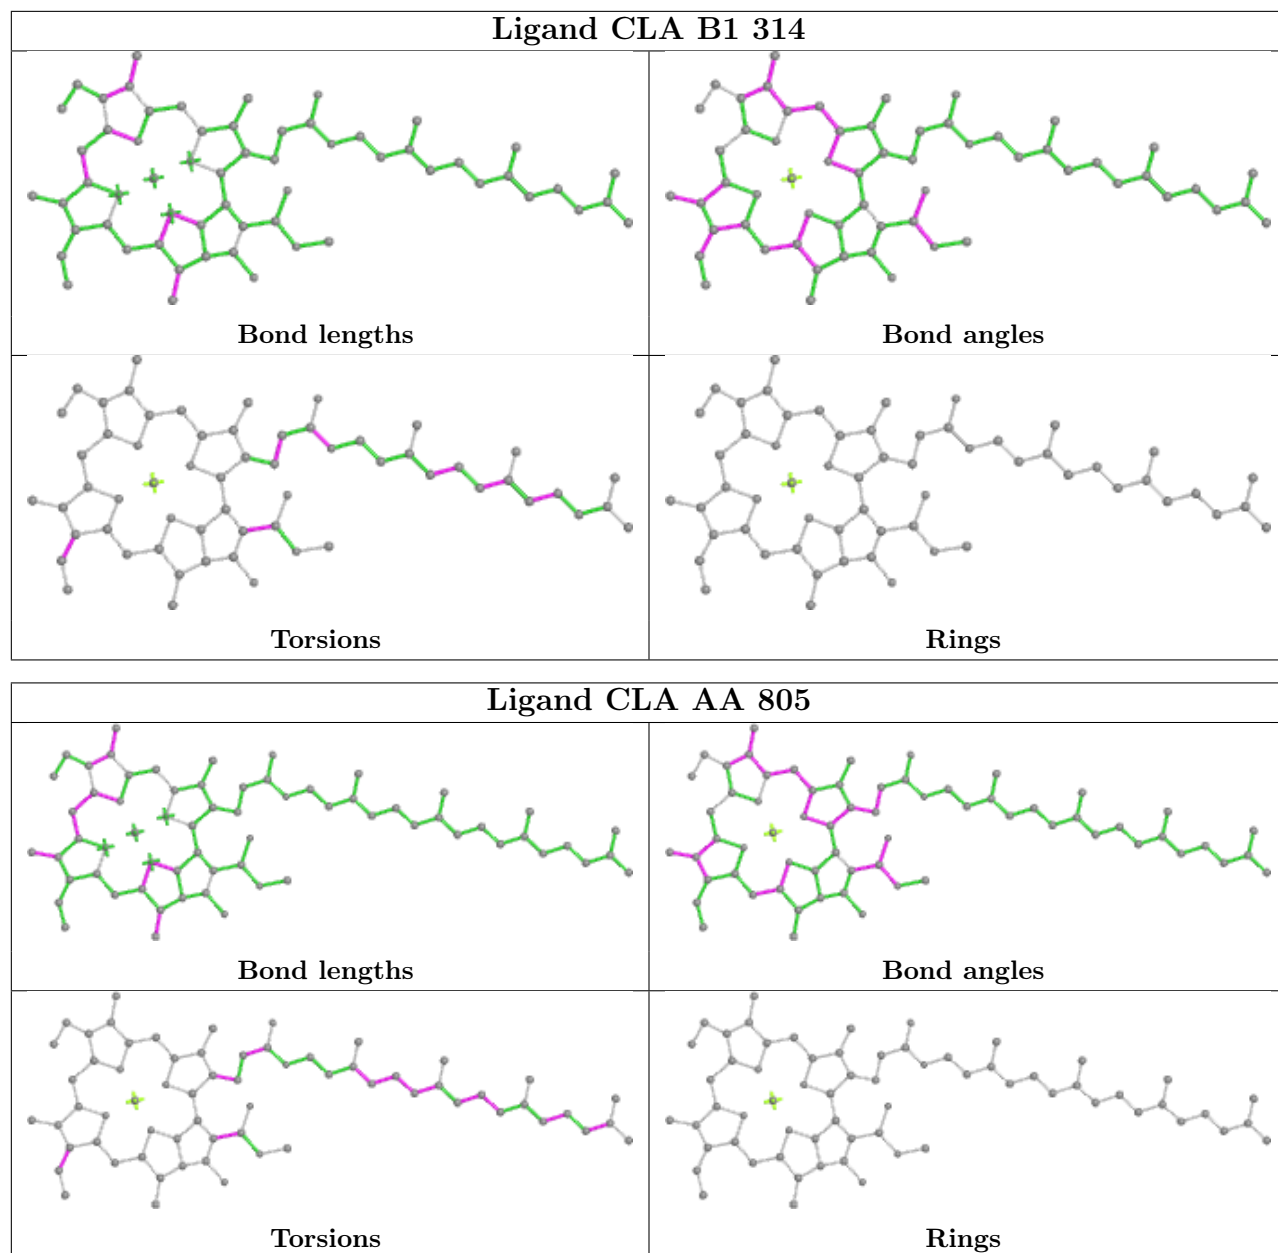 Ligand CLA B1 314
Bond lengths
Bond angles
Torsions
Rings
Ligand CLA AA 805
Bond lengths
Bond angles
Torsions
Rings